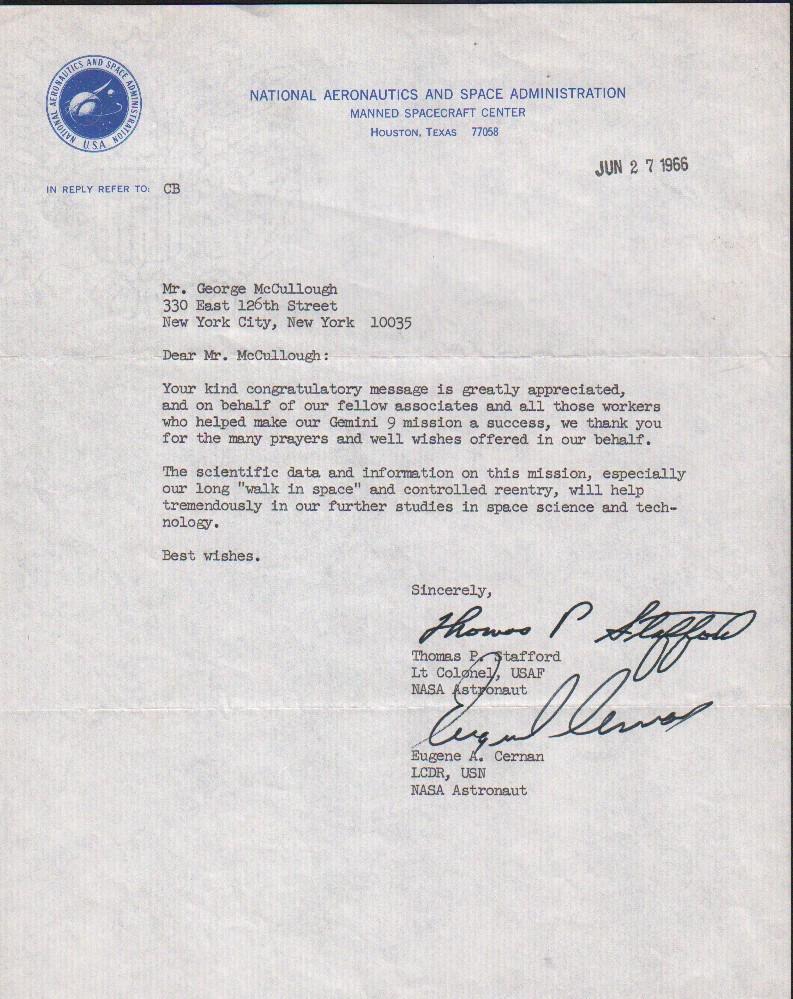 NATIONAL AERONAUTICS AND SPACE ADMINISTRATION
U.S.A.
NATIONAL AERONAUTICS AND SPACE ADMINISTRATION
MANNED SPACECRAFT CENTER
HOUSTON, TEXAS 77058
JUN 27 1966
IN REPLY REFER TO: CB
Mr. George McCullough
330 East 126th Street
New York City, New York 10035
Dear Mr. McCullough:
Your kind congratulatory message is greatly appreciated,
and on behalf of our fellow associates and all those workers
who helped make our Gemini 9 mission a success, we thank you
for the many prayers and well wishes offered in our behalf.
The scientific data and information on this mission, especially
our long "walk in space" and controlled reentry, will help
tremendously in our further studies in space science and tech-
nology.
Best wishes.
Sincerely,
Thomas P Stafford
Thomas P. Stafford
Lt Colonel, USAF
NASA Astronaut
Eugene Cernan
Eugene A. Cernan
LCDR, USN
NASA Astronaut